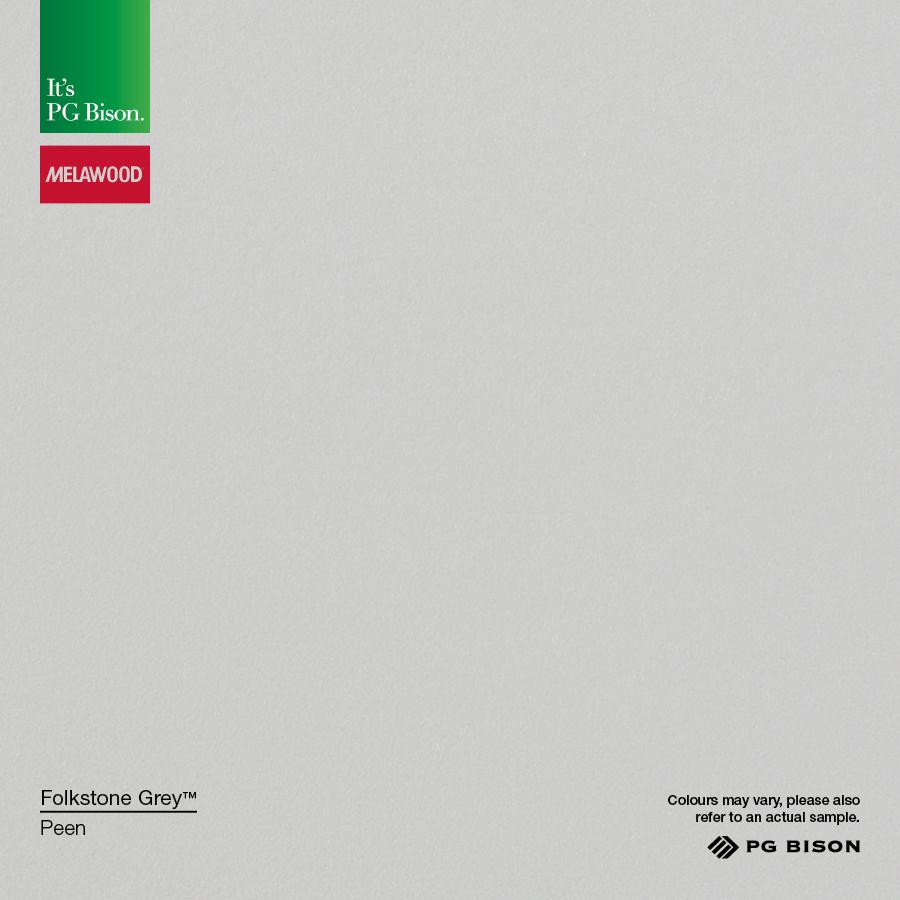 It's
PG Bison.
MELAWOOD
Folkstone Grey™
Peen
Colours may vary, please also
refer to an actual sample.
PG BISON